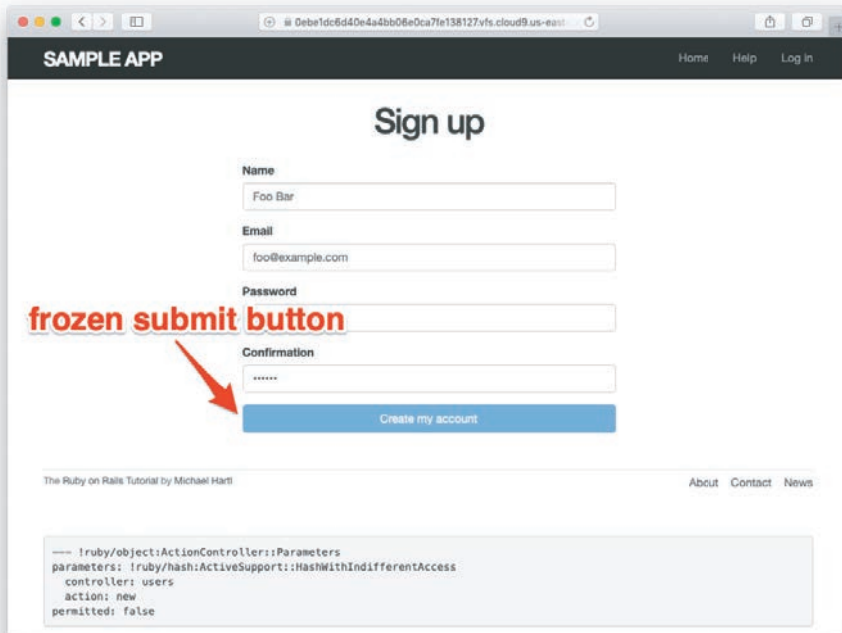 0ebe1dc6d40e4a4bb06e0ca7fe138127.vfs.cloud9.us-east
SAMPLE APP
Home Help Log in
Sign up
Name
Foo Bar
Email
foo@example.com
Password
frozen submit button
Confirmation
••••••
Create my account
The Ruby on Rails Tutorial by Michael Hartl
About Contact News
--- !ruby/object:ActionController::Parameters
parameters: !ruby/hash:ActiveSupport::HashWithIndifferentAccess
  controller: users
  action: new
permitted: false